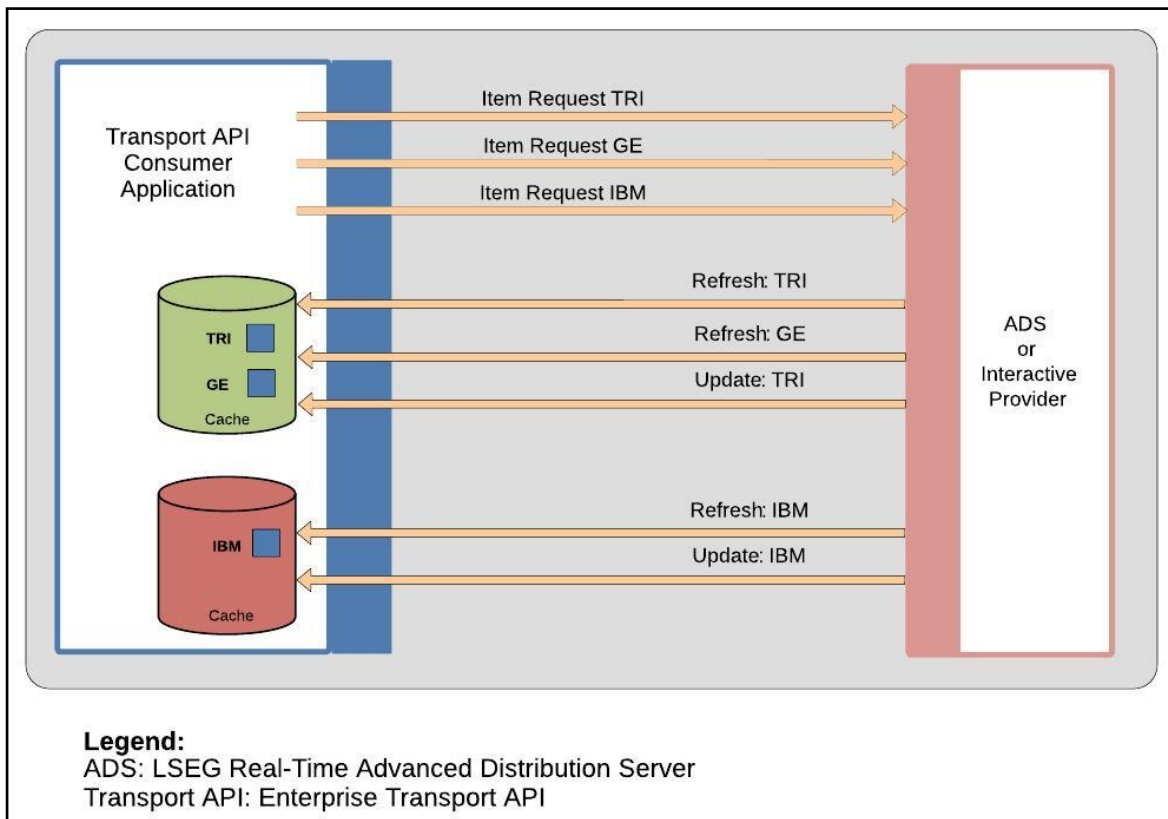 Transport API
Consumer
Application
Item Request TRI
Item Request GE
Item Request IBM
Refresh: TRI
Refresh: GE
Update: TRI
TRI
GE
Cache
Refresh: IBM
Update: IBM
IBM
Cache
ADS
or
Interactive
Provider
Legend:
ADS: LSEG Real-Time Advanced Distribution Server
Transport API: Enterprise Transport API